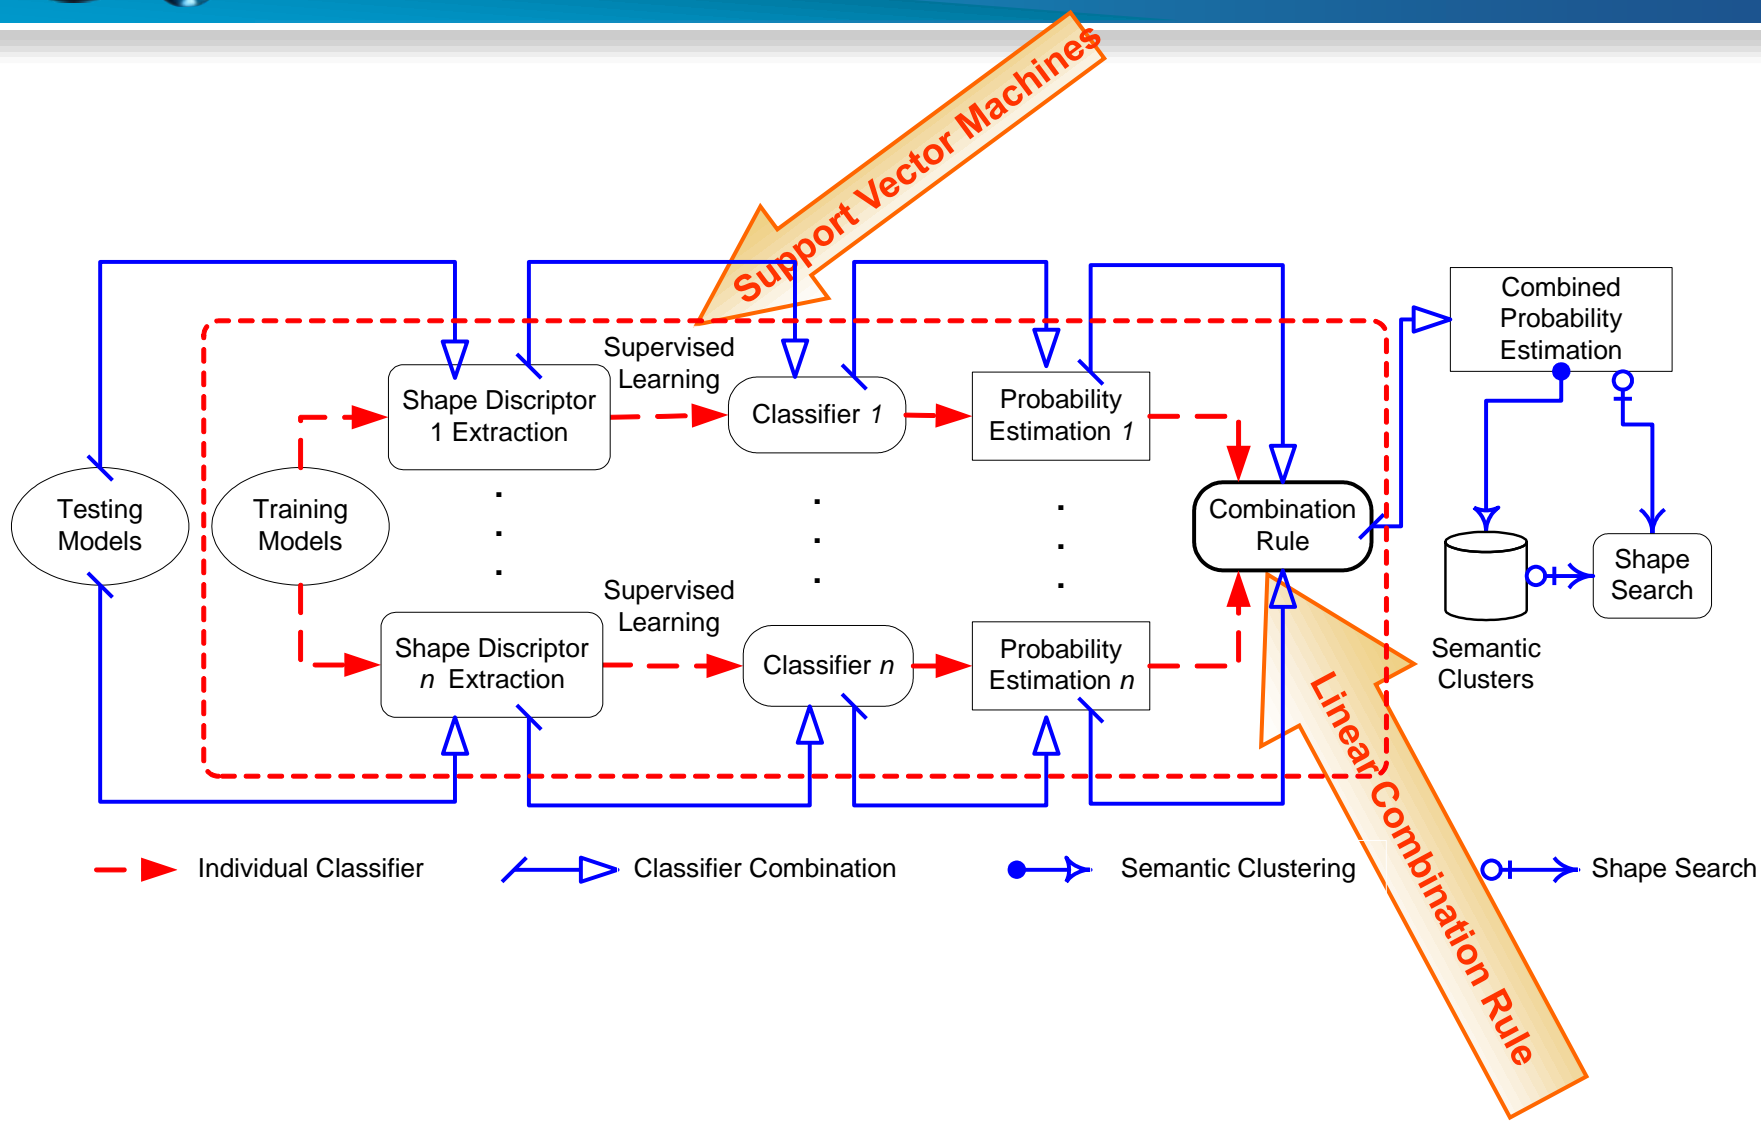 Support Vector Machines
Combined
Probability
Estimation
Supervised
Learning
Shape Discriptor
1 Extraction
Classifier 1
Probability
Estimation 1
Testing
Models
Training
Models
Combination
Rule
Shape
Search
Semantic
Clusters
Supervised
Learning
Shape Discriptor
n Extraction
Classifier n
Probability
Estimation n
Linear Combination Rule
Individual Classifier
Classifier Combination
Semantic Clustering
Shape Search